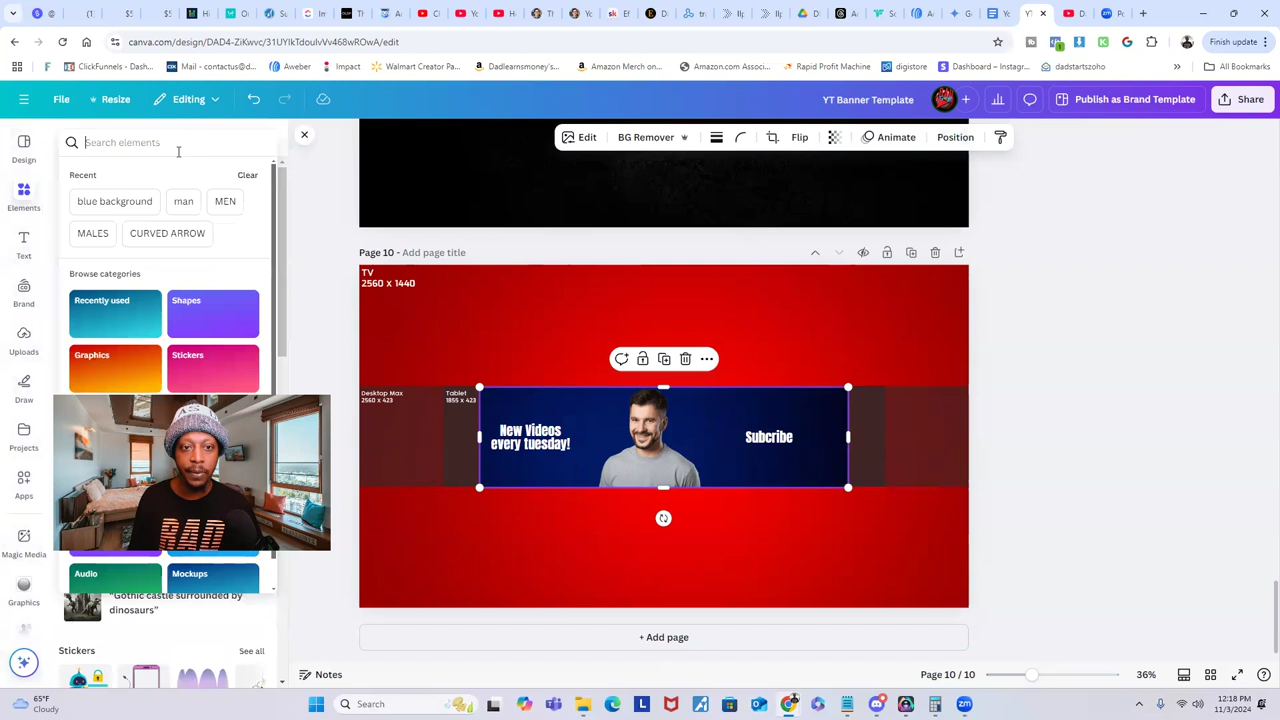 canva.com/design/DAD4-ZiKwvc/31UYIkTdoulvVv468wROwA/edit
Finish update
ClickFunnels - Dash...
Mail - contactus@d...
Aweber
Impact
Walmart Creator Pa...
Dadlearnsmoney's...
Amazon Merch on...
Amazon.com Associ...
Rapid Profit Machine
digistore
Dashboard – Instagr...
dadstartszoho
All Bookmarks
File
Resize
Editing
YT Banner Template
Publish as Brand Template
Share
Design
Elements
Text
Brand
Uploads
Draw
Projects
Apps
Magic Media
Graphics
Search elements
Recent
Clear
blue background
man
MEN
MALES
CURVED ARROW
Browse categories
Recently used
Shapes
Graphics
Stickers
Audio
Mockups
"Gothic castle surrounded by
dinosaurs"
Stickers
See all
Edit
BG Remover
Flip
Animate
Position
Page 10 - Add page title
TV
2560 x 1440
Desktop Max
2560 x 423
Tablet
1855 x 423
New Videos
every tuesday!
Subcribe
+ Add page
Notes
Page 10 / 10
36%
65°F
Cloudy
Search
12:18 PM
11/3/2024